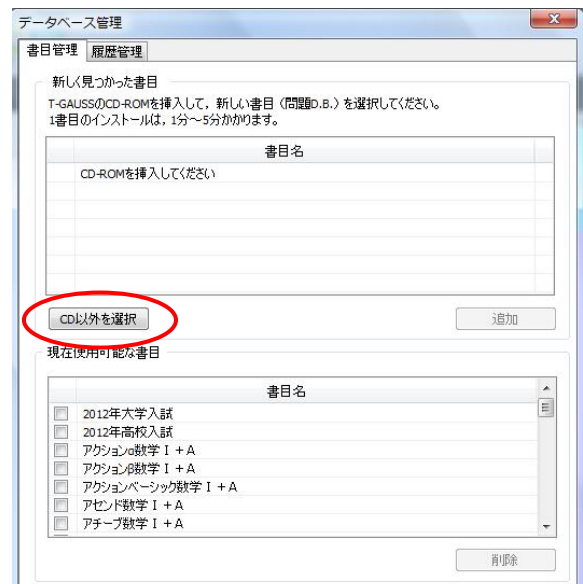 データベース管理
書目管理 履歴管理
新しく見つかった書目
T-GAUSSのCD-ROMを挿入して，新しい書目（問題D.B.）を選択してください。
1書目のインストールは，1分～5分かかります。
書目名
CD-ROMを挿入してください
CD以外を選択 追加
現在使用可能な書目
書目名
2012年大学入試
2012年高校入試
アクションα数学Ⅰ+A
アクションβ数学Ⅰ+A
アクションベーシック数学Ⅰ+A
アセンド数学Ⅰ+A
アチーブ数学Ⅰ+A
削除